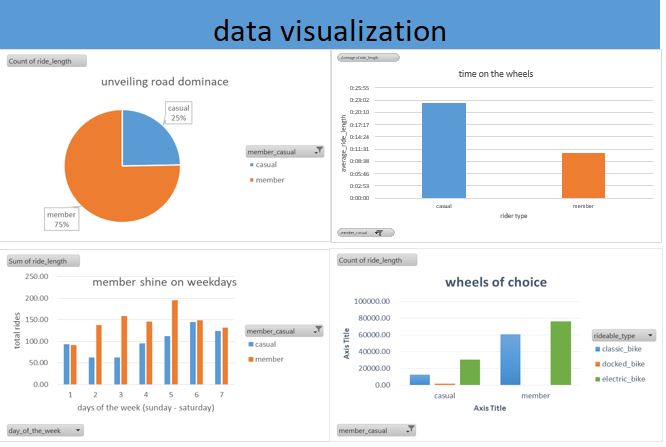 data visualization
Count of ride_length
unveiling road dominace
casual
25%
member
75%
member_casual
casual
member
Average of ride_length
time on the wheels
average_ride_length
0:25:55
0:23:02
0:20:10
0:17:17
0:14:24
0:11:31
0:08:38
0:05:46
0:02:53
0:00:00
casual
member
rider type
member_casual
Sum of ride_length
member shine on weekdays
total rides
250.00
200.00
150.00
100.00
50.00
0.00
1 2 3 4 5 6 7
days of the week (sunday - saturday)
member_casual
casual
member
day_of_the_week
Count of ride_length
wheels of choice
Axis Title
100000.00
80000.00
60000.00
40000.00
20000.00
0.00
casual
member
Axis Title
rideable_type
classic_bike
docked_bike
electric_bike
member_casual